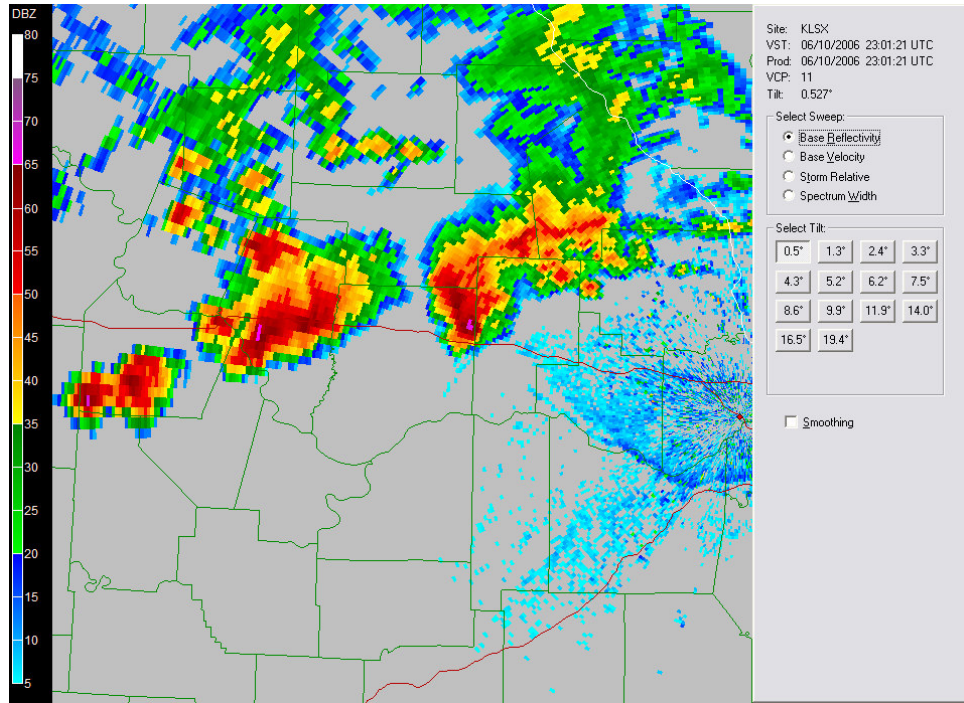 DBZ
80
75
70
65
60
55
50
45
40
35
30
25
20
15
10
5
Site: KLSX
VST: 06/10/2006 23:01:21 UTC
Prod: 06/10/2006 23:01:21 UTC
VCP: 11
Tilt: 0.527°
Select Sweep:
Base Reflectivity
Base Velocity
Storm Relative
Spectrum Width
Select Tilt:
0.5° 1.3° 2.4° 3.3°
4.3° 5.2° 6.2° 7.5°
8.6° 9.9° 11.9° 14.0°
16.5° 19.4°
Smoothing